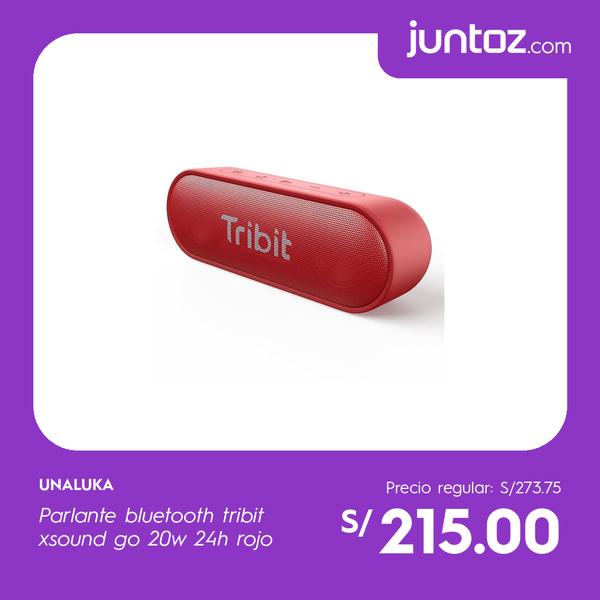 juntoz.com
Tribit
UNALUKA
Parlante bluetooth tribit
xsound go 20w 24h rojo
Precio regular: S/273.75
S/215.00